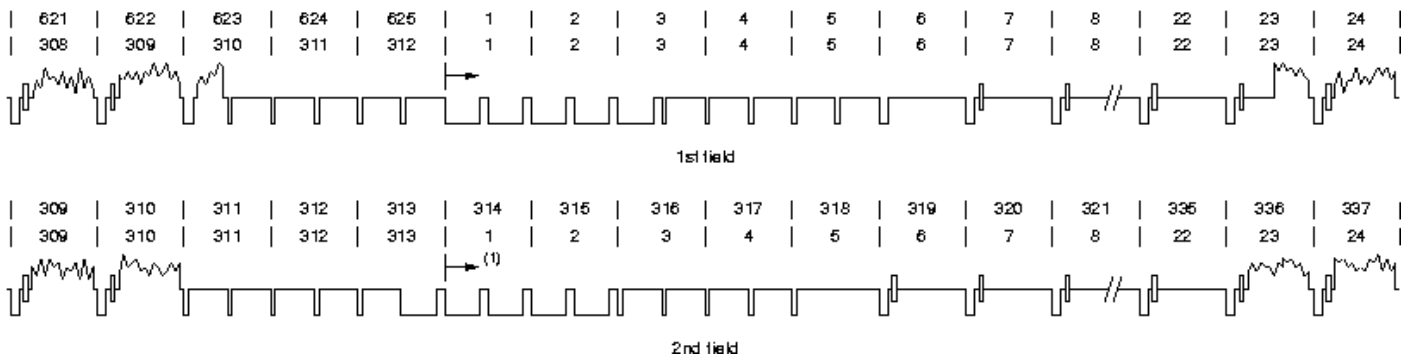 621 622 623 624 625 1 2 3 4 5 6 7 8 22 23 24
308 309 310 311 312 1 2 3 4 5 6 7 8 22 23 24
1st field
309 310 311 312 313 314 315 316 317 318 319 320 321 335 336 337
309 310 311 312 313 1 2 3 4 5 6 7 8 22 23 24
(1)
2nd field